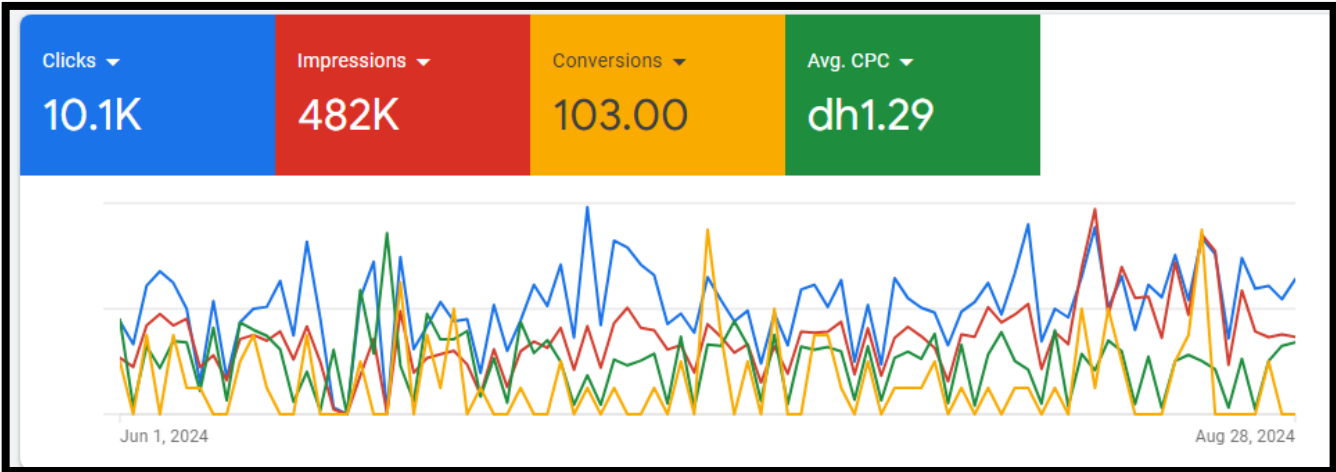 Clicks
Impressions
Conversions
Avg. CPC
10.1K
482K
103.00
dh1.29
Jun 1, 2024
Aug 28, 2024